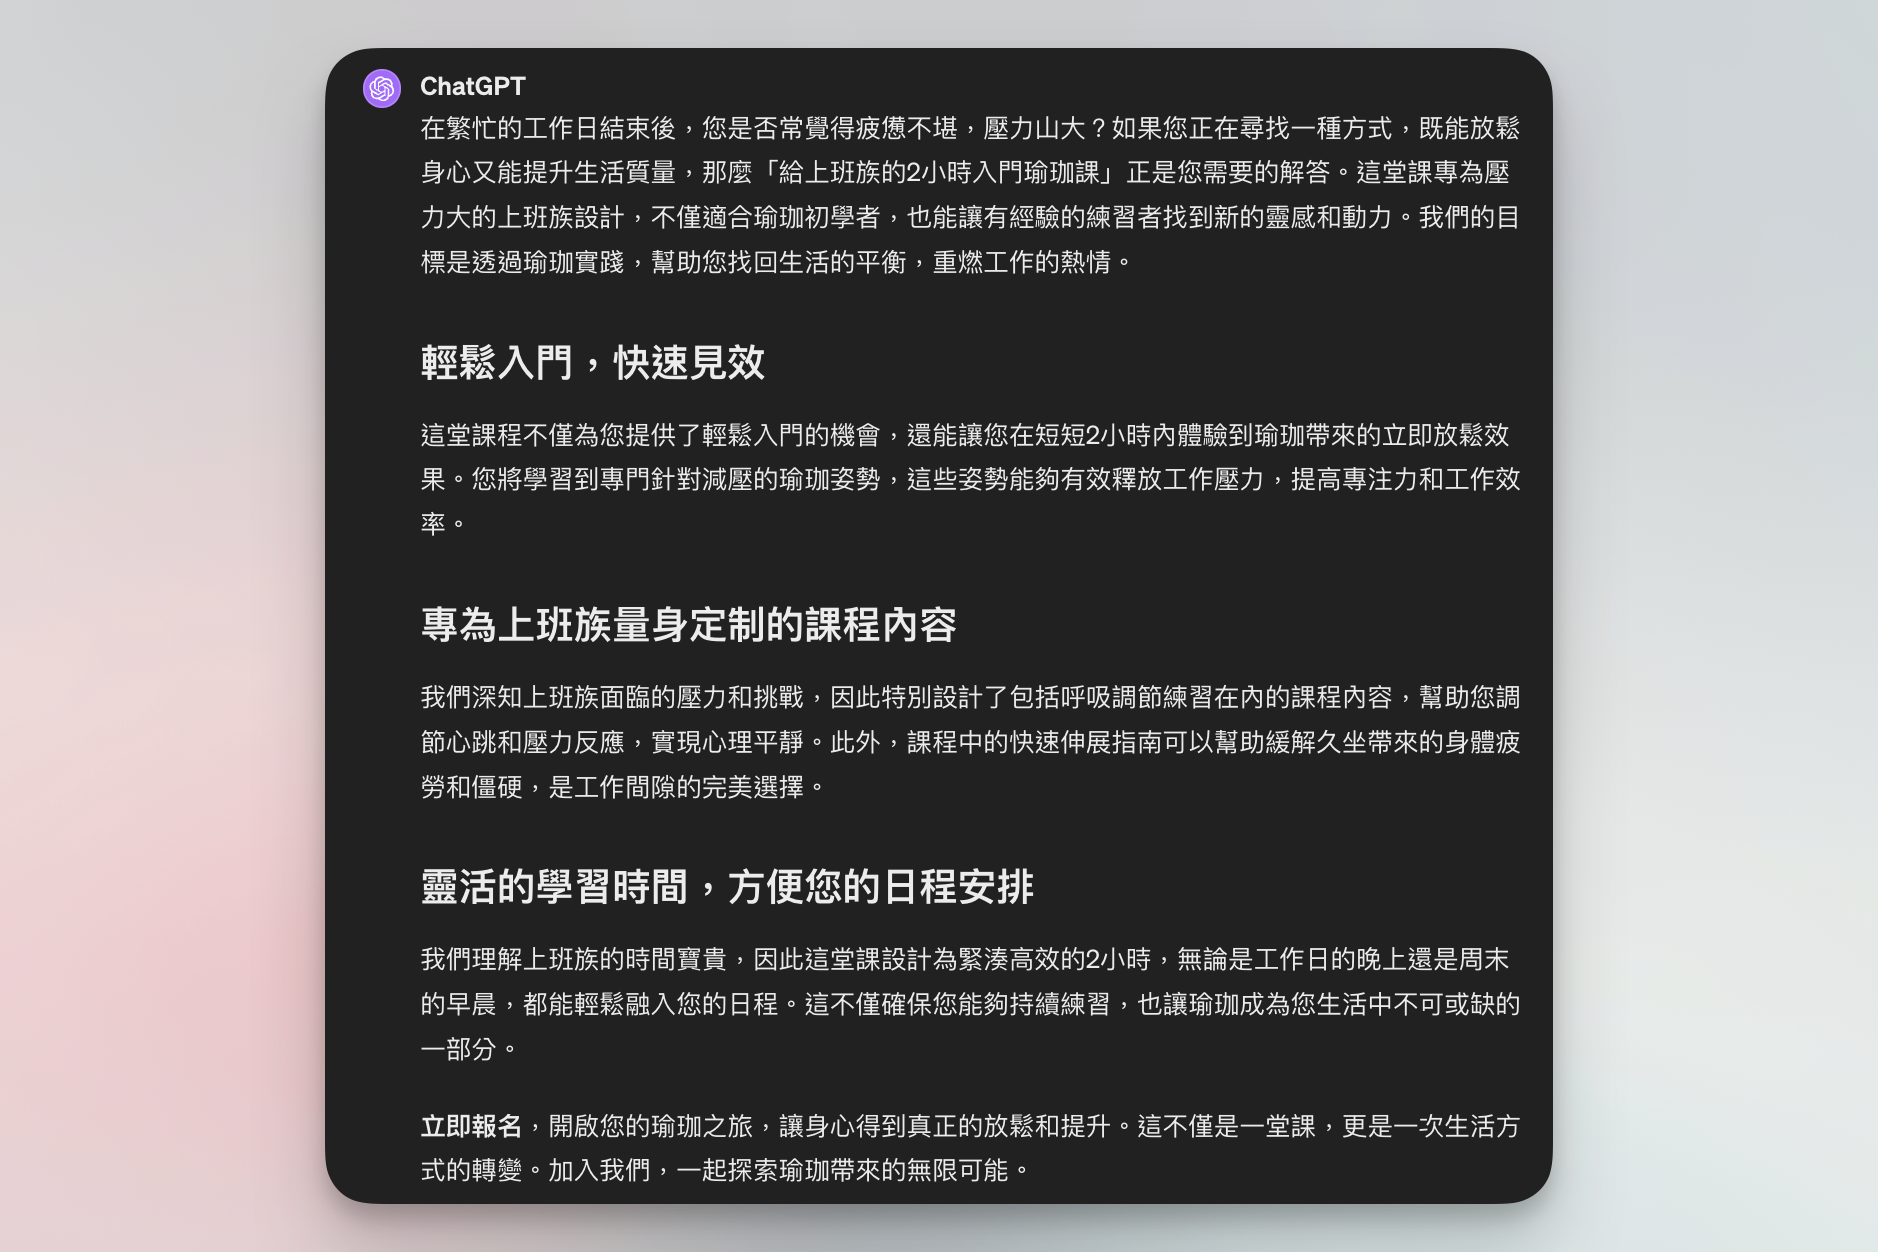 ChatGPT
在繁忙的工作日結束後，您是否常覺得疲憊不堪，壓力山大？如果您正在尋找一種方式，既能放鬆
身心又能提升生活質量，那麼「給上班族的2小時入門瑜珈課」正是您需要的解答。這堂課專為壓
力大的上班族設計，不僅適合瑜珈初學者，也能讓有經驗的練習者找到新的靈感和動力。我們的目
標是透過瑜珈實踐，幫助您找回生活的平衡，重燃工作的熱情。
輕鬆入門，快速見效
這堂課程不僅為您提供了輕鬆入門的機會，還能讓您在短短2小時內體驗到瑜珈帶來的立即放鬆效
果。您將學習到專門針對減壓的瑜珈姿勢，這些姿勢能夠有效釋放工作壓力，提高專注力和工作效
率。
專為上班族量身定制的課程內容
我們深知上班族面臨的壓力和挑戰，因此特別設計了包括呼吸調節練習在內的課程內容，幫助您調
節心跳和壓力反應，實現心理平靜。此外，課程中的快速伸展指南可以幫助緩解久坐帶來的身體疲
勞和僵硬，是工作間隙的完美選擇。
靈活的學習時間，方便您的日程安排
我們理解上班族的時間寶貴，因此這堂課設計為緊湊高效的2小時，無論是工作日的晚上還是周末
的早晨，都能輕鬆融入您的日程。這不僅確保您能夠持續練習，也讓瑜珈成為您生活中不可或缺的
一部分。
立即報名，開啟您的瑜珈之旅，讓身心得到真正的放鬆和提升。這不僅是一堂課，更是一次生活方
式的轉變。加入我們，一起探索瑜珈帶來的無限可能。